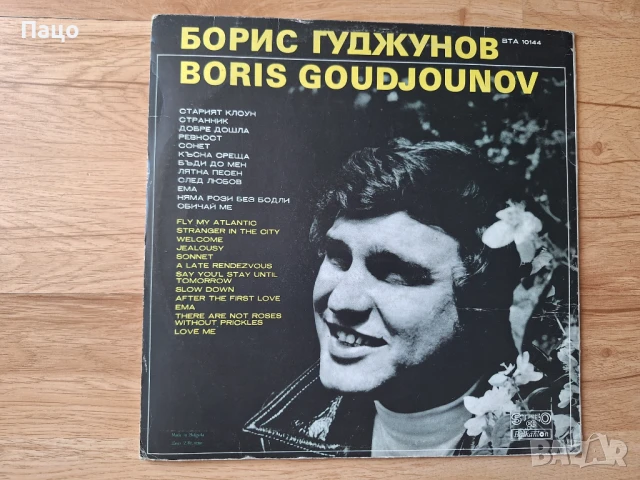 Пацо
БОРИС ГУДЖУНОВ
ВТА 10144
BORIS GOUDJOUNOV
СТАРИЯТ КЛОУН
СТРАННИК
ДОБРЕ ДОШЛА
РЕВНОСТ
СОНЕТ
КЪСНА СРЕЩА
БЪДИ ДО МЕН
ЛЯТНА ПЕСЕН
СЛЕД ЛЮБОВ
ЕМА
НЯМА РОЗИ БЕЗ БОДЛИ
ОБИЧАЙ МЕ
FLY MY ATLANTIC
STRANGER IN THE CITY
WELCOME
JEALOUSY
SONNET
A LATE RENDEZVOUS
SAY YOU'L STAY UNTIL
TOMORROW
SLOW DOWN
AFTER THE FIRST LOVE
EMA
THERE ARE NOT ROSES
WITHOUT PRICKLES
LOVE ME
STEREO
Balkanton
Made in Bulgaria
BAZAR